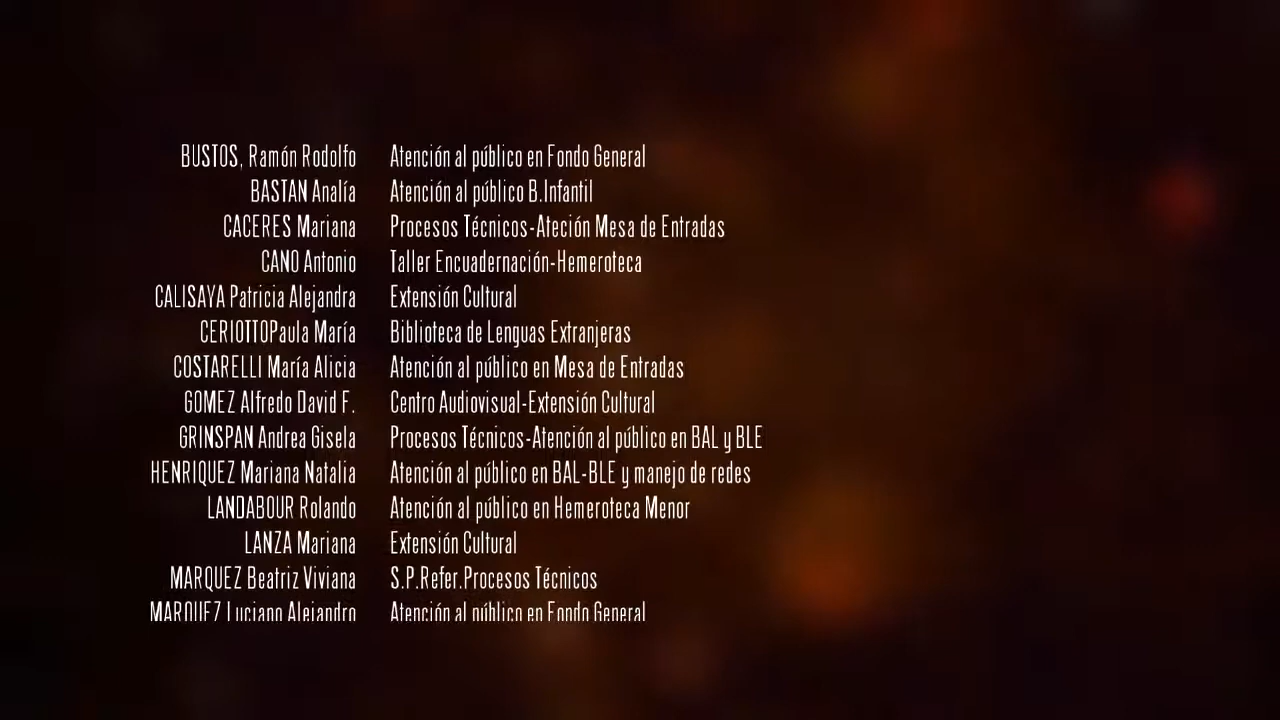 BUSTOS, Ramón Rodolfo Atención al público en Fondo General
BASTAN Analía Atención al público B.Infantil
CACERES Mariana Procesos Técnicos-Ateción Mesa de Entradas
CANO Antonio Taller Encuadernación-Hemeroteca
CALISAYA Patricia Alejandra Extensión Cultural
CERIOTTOPaula María Biblioteca de Lenguas Extranjeras
COSTARELLI María Alicia Atención al público en Mesa de Entradas
GOMEZ Alfredo David F. Centro Audiovisual-Extensión Cultural
GRINSPAN Andrea Gisela Procesos Técnicos-Atención al público en BAL y BLE
HENRIQUEZ Mariana Natalia Atención al público en BAL-BLE y manejo de redes
LANDABOUR Rolando Atención al público en Hemeroteca Menor
LANZA Mariana Extensión Cultural
MARQUEZ Beatriz Viviana S.P.Refer.Procesos Técnicos
MARQUEZ Luciano Alejandro Atención al público en Fondo General